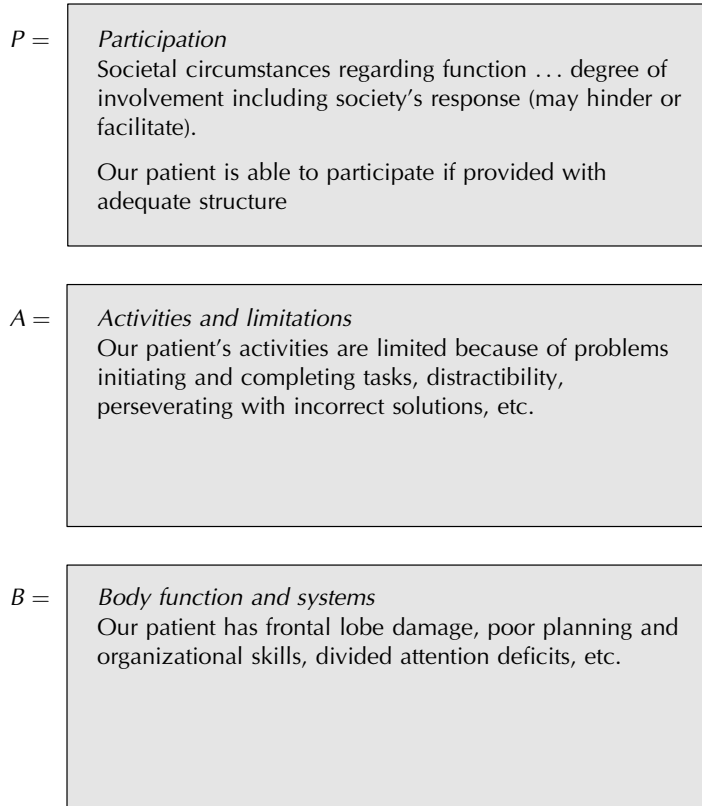 P = Participation
Societal circumstances regarding function … degree of
involvement including society’s response (may hinder or
facilitate).
Our patient is able to participate if provided with
adequate structure
A = Activities and limitations
Our patient’s activities are limited because of problems
initiating and completing tasks, distractibility,
perseverating with incorrect solutions, etc.
B = Body function and systems
Our patient has frontal lobe damage, poor planning and
organizational skills, divided attention deficits, etc.